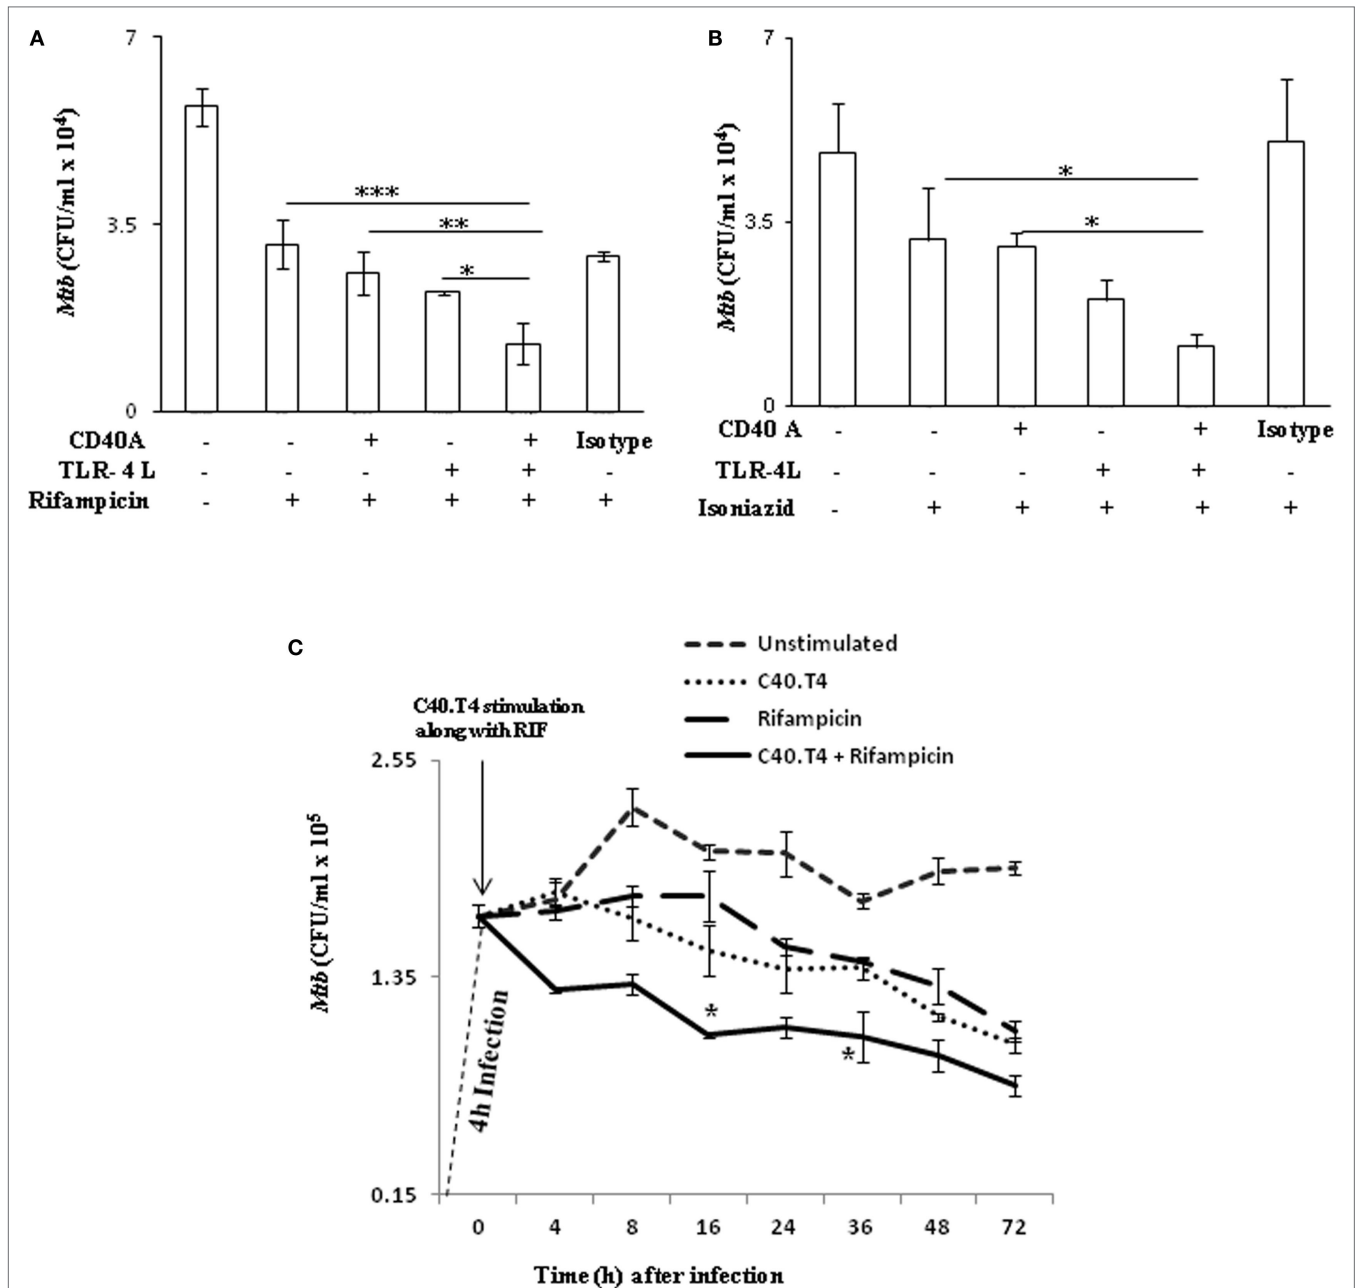 A
7
3.5
0
Mtb (CFU/ml x 10⁴)
***
**
*
CD40A - - + - + Isotype
TLR- 4 L - - - + + -
Rifampicin - + + + + +
B
7
3.5
0
Mtb (CFU/ml x 10⁴)
*
*
CD40 A - - + - + Isotype
TLR-4L - - - + + -
Isoniazid - + + + + +
C
Unstimulated
C40.T4
Rifampicin
C40.T4 + Rifampicin
C40.T4 stimulation
along with RIF
2.55
1.35
0.15
Mtb (CFU/ml x 10⁵)
4h Infection
*
*
0 4 8 16 24 36 48 72
Time (h) after infection